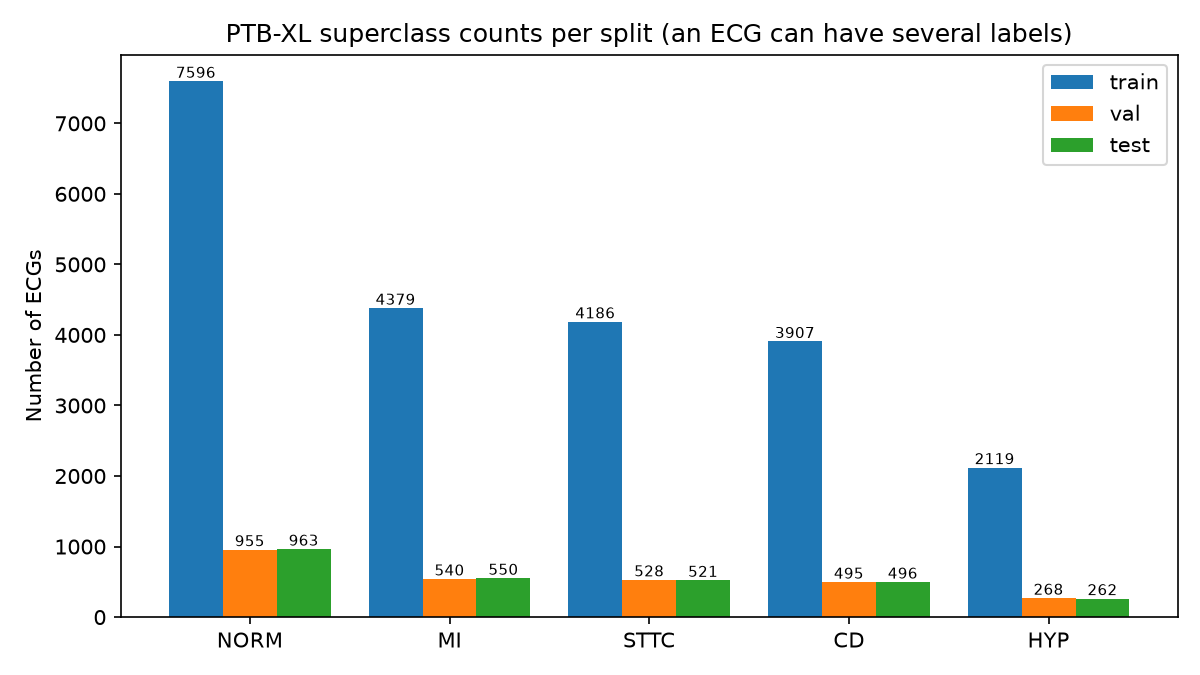 PTB-XL superclass counts per split (an ECG can have several labels)
train
val
test
Number of ECGs
7000
6000
5000
4000
3000
2000
1000
0
7596
955
963
4379
540
550
4186
528
521
3907
495
496
2119
268
262
NORM
MI
STTC
CD
HYP